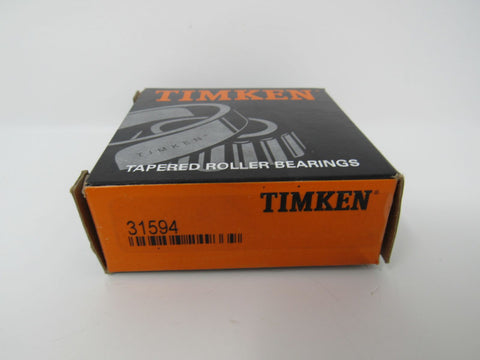 TIMKEN
TIMKEN®
TAPERED ROLLER BEARINGS
TIMKEN®
31594